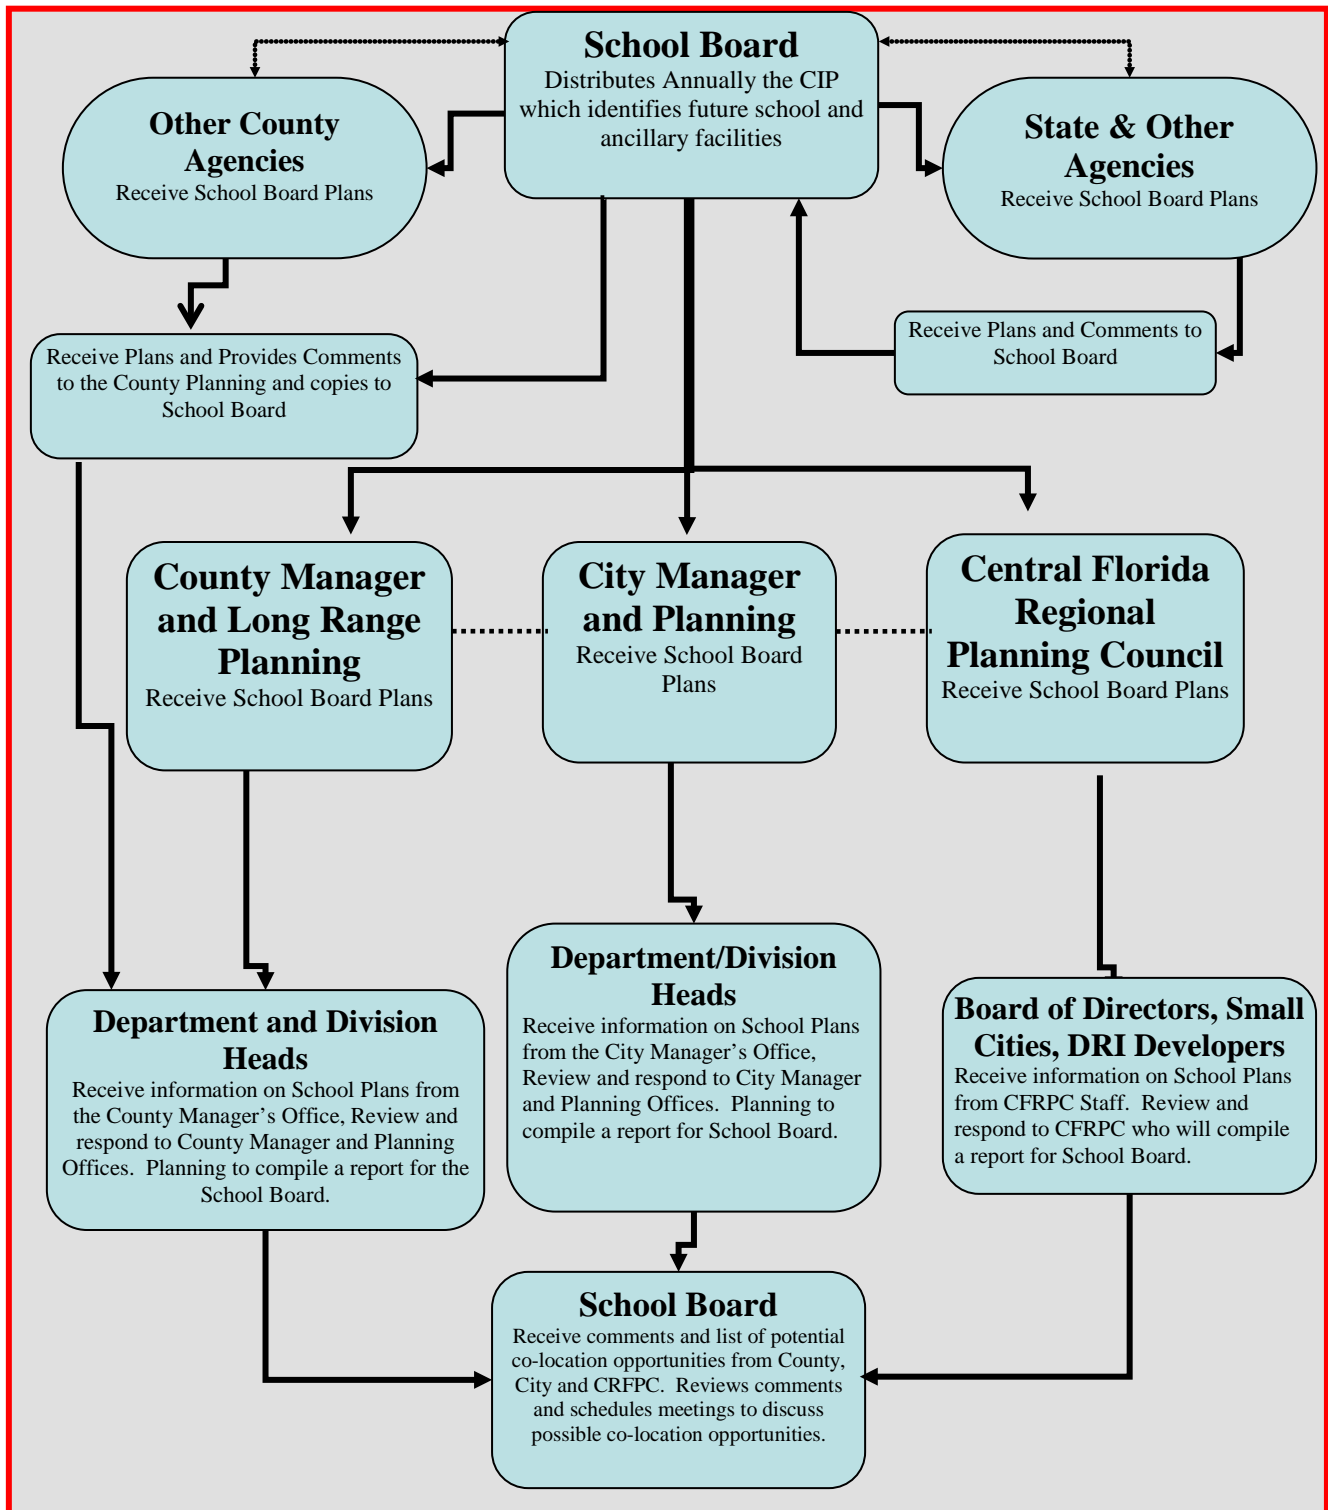 School Board
Distributes Annually the CIP
which identifies future school and
ancillary facilities
Other County
Agencies
Receive School Board Plans
State & Other
Agencies
Receive School Board Plans
Receive Plans and Provides Comments
to the County Planning and copies to
School Board
Receive Plans and Comments to
School Board
County Manager
and Long Range
Planning
Receive School Board Plans
City Manager
and Planning
Receive School Board
Plans
Central Florida
Regional
Planning Council
Receive School Board Plans
Department and Division
Heads
Receive information on School Plans from
the County Manager’s Office, Review and
respond to County Manager and Planning
Offices.  Planning to compile a report for the
School Board.
Department/Division
Heads
Receive information on School Plans
from the City Manager’s Office,
Review and respond to City Manager
and Planning Offices.  Planning to
compile a report for School Board.
Board of Directors, Small
Cities, DRI Developers
Receive information on School Plans
from CFRPC Staff.  Review and
respond to CFRPC who will compile
a report for School Board.
School Board
Receive comments and list of potential
co-location opportunities from County,
City and CRFPC.  Reviews comments
and schedules meetings to discuss
possible co-location opportunities.